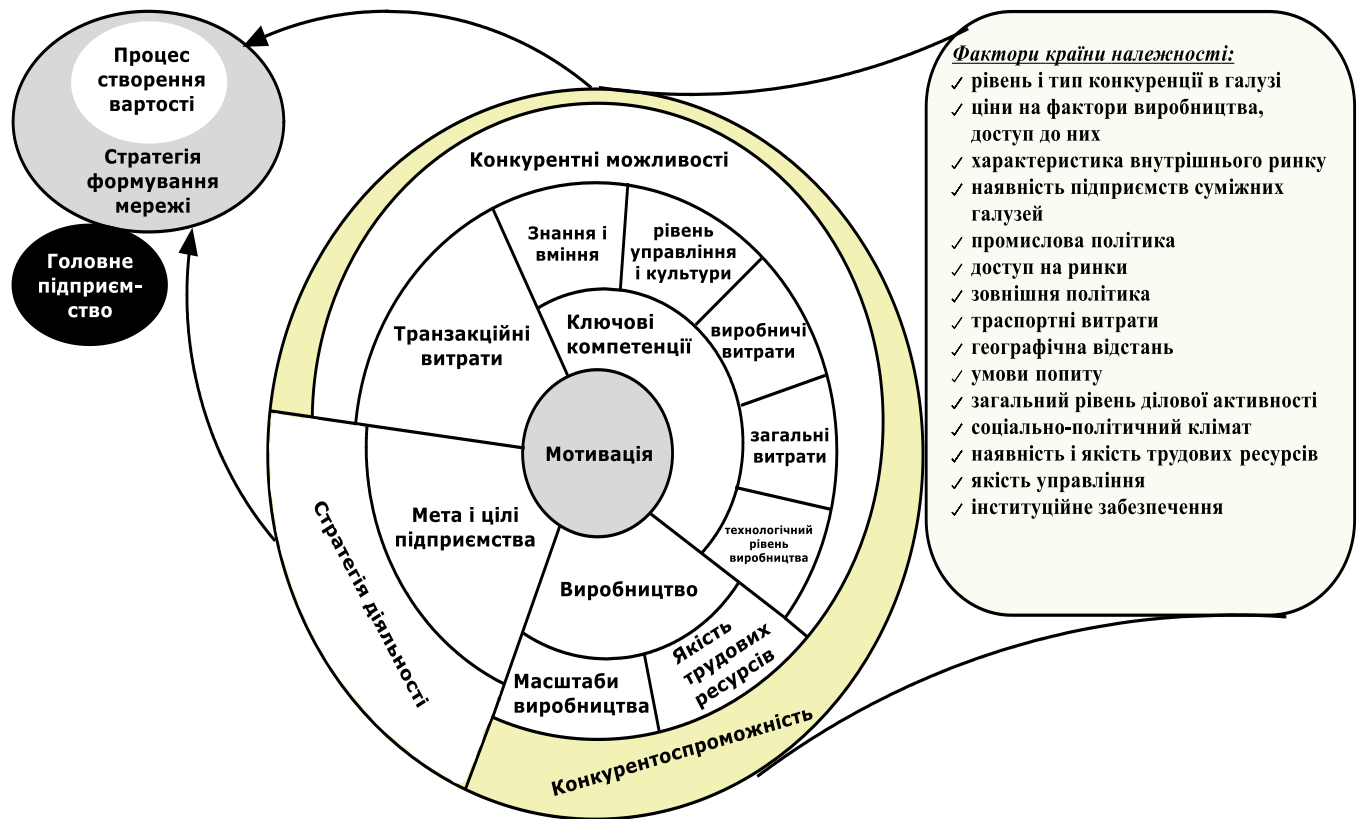 Процес
створення
вартості
Стратегія
формування
мережі
Головне
підприєм-
ство
Конкурентні можливості
Знання і
вміння
рівень
управління
і культури
Транзакційні
витрати
Ключові
компетенції
виробничі
витрати
загальні
витрати
Мотивація
технологічний
рівень
виробництва
Мета і цілі
підприємства
Стратегія діяльності
Виробництво
Масштаби
виробництва
Якість
трудових
ресурсів
Конкурентоспроможність
Фактори країни належності:
✓ рівень і тип конкуренції в галузі
✓ ціни на фактори виробництва,
доступ до них
✓ характеристика внутрішнього ринку
✓ наявність підприємств суміжних
галузей
✓ промислова політика
✓ доступ на ринки
✓ зовнішня політика
✓ траспортні витрати
✓ географічна відстань
✓ умови попиту
✓ загальний рівень ділової активності
✓ соціально-політичний клімат
✓ наявність і якість трудових ресурсів
✓ якість управління
✓ інституційне забезпечення